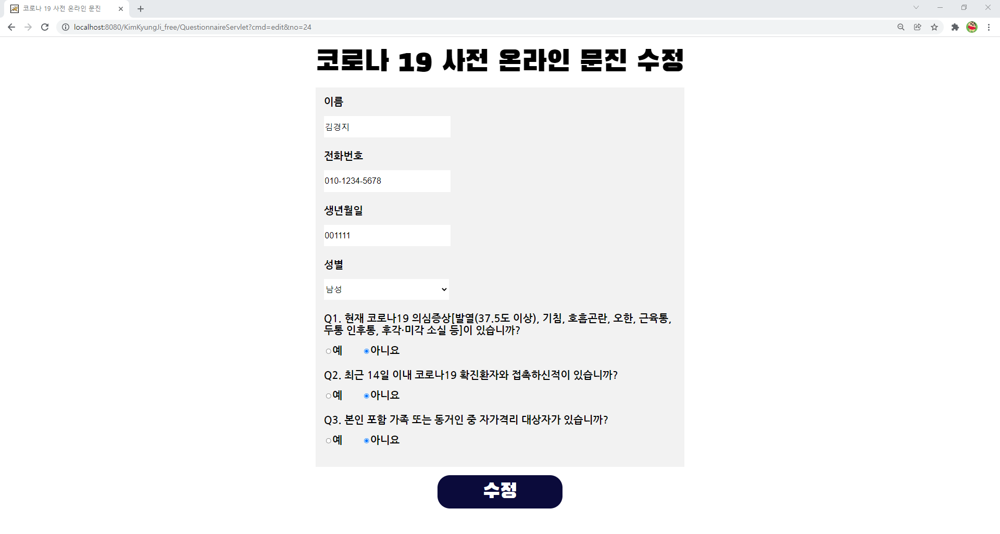 코로나 19 사전 온라인 문진
localhost:8080/KimKyungJi_free/QuestionnaireServlet?cmd=edit&no=24
코로나 19 사전 온라인 문진 수정
이름
김경지
전화번호
010-1234-5678
생년월일
001111
성별
남성
Q1. 현재 코로나19 의심증상[발열(37.5도 이상), 기침, 호흡곤란, 오한, 근육통,
두통 인후통, 후각·미각 소실 등]이 있습니까?
예 아니요
Q2. 최근 14일 이내 코로나19 확진환자와 접촉하신적이 있습니까?
예 아니요
Q3. 본인 포함 가족 또는 동거인 중 자가격리 대상자가 있습니까?
예 아니요
수정